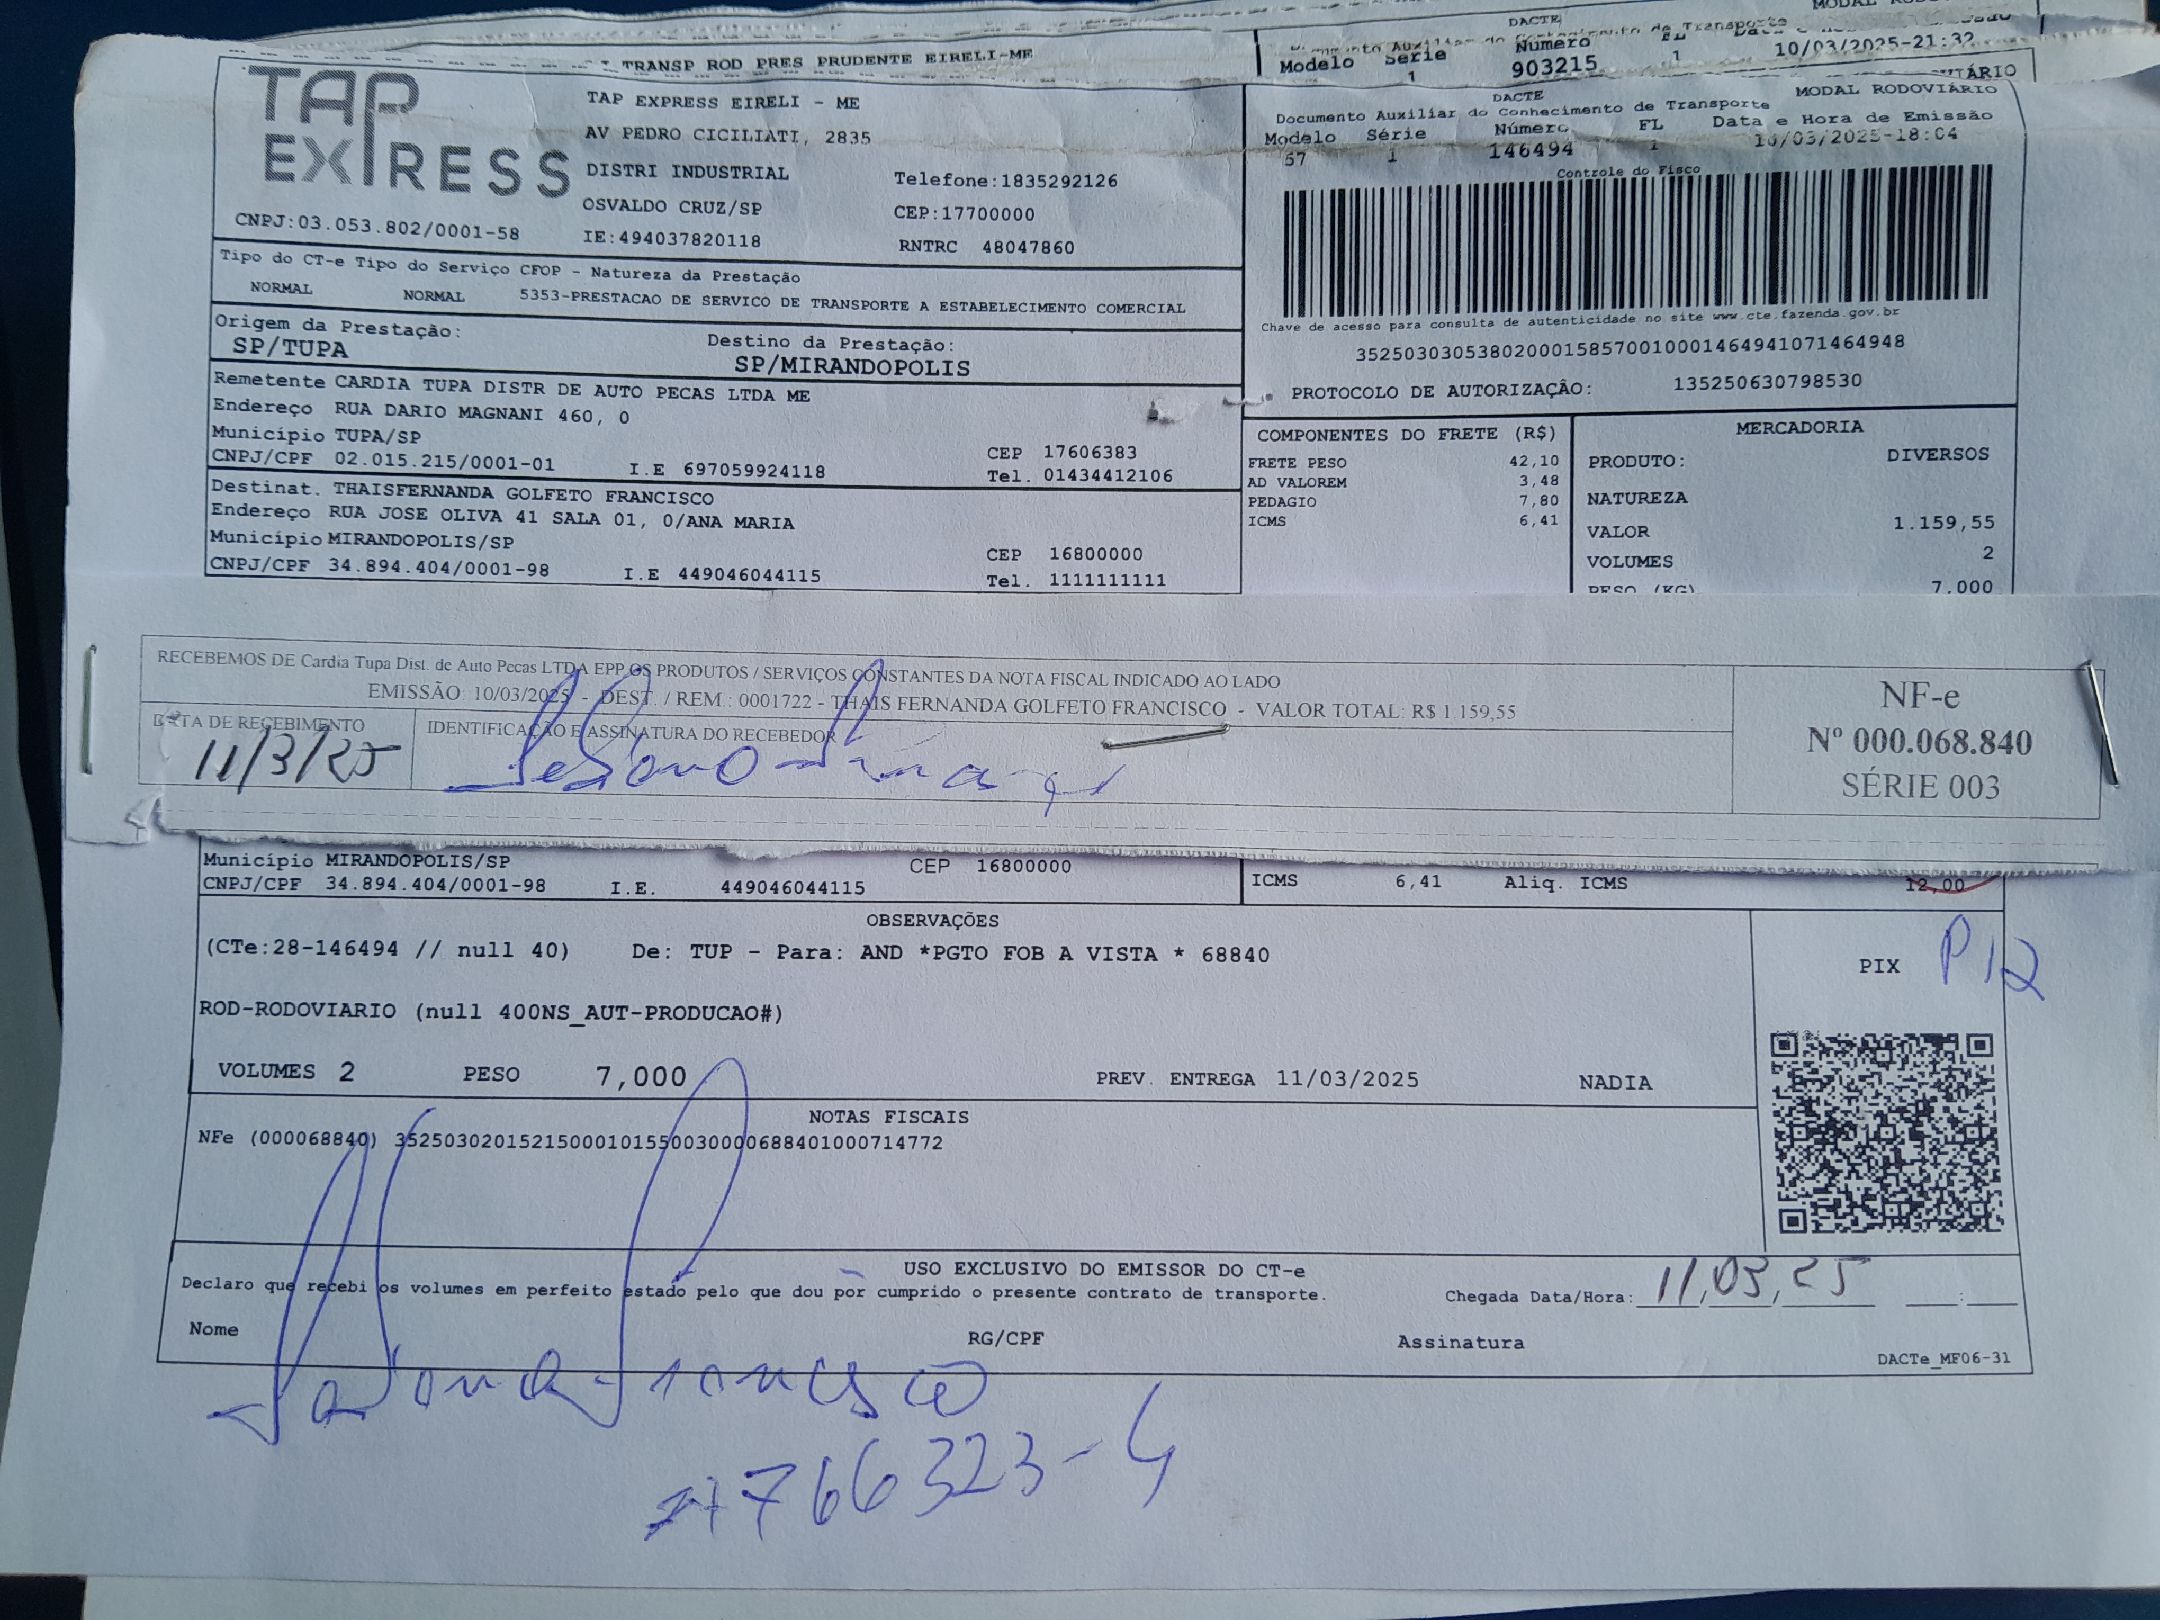 TRANSP ROD PRES PRUDENTE EIRELI-ME
DACTE
Modelo Série Número
1 903215 1 10/03/2025-21:32
TAP EXPRESS
TAP EXPRESS EIRELI - ME
AV PEDRO CICILIATI, 2835
DISTRI INDUSTRIAL Telefone:1835292126
OSVALDO CRUZ/SP CEP:17700000
CNPJ:03.053.802/0001-58 IE:494037820118 RNTRC 48047860
DACTE MODAL RODOVIÁRIO
Documento Auxiliar do Conhecimento de Transporte
Modelo Série Número FL Data e Hora de Emissão
57 1 146494 1 10/03/2025-18:04
Controle do Fisco
Chave de acesso para consulta de autenticidade no site www.cte.fazenda.gov.br
35250303053802000158570010001464941071464948
PROTOCOLO DE AUTORIZAÇÃO: 135250630798530
Tipo do CT-e Tipo do Serviço CFOP - Natureza da Prestação
NORMAL NORMAL 5353-PRESTACAO DE SERVICO DE TRANSPORTE A ESTABELECIMENTO COMERCIAL
Origem da Prestação: Destino da Prestação:
SP/TUPA SP/MIRANDOPOLIS
Remetente CARDIA TUPA DISTR DE AUTO PECAS LTDA ME
Endereço RUA DARIO MAGNANI 460, 0
Município TUPA/SP CEP 17606383
CNPJ/CPF 02.015.215/0001-01 I.E 697059924118 Tel. 01434412106
Destinat. THAISFERNANDA GOLFETO FRANCISCO
Endereço RUA JOSE OLIVA 41 SALA 01, 0/ANA MARIA
Município MIRANDOPOLIS/SP CEP 16800000
CNPJ/CPF 34.894.404/0001-98 I.E 449046044115 Tel. 1111111111
COMPONENTES DO FRETE (R$)
FRETE PESO 42,10
AD VALOREM 3,48
PEDAGIO 7,80
ICMS 6,41
MERCADORIA
PRODUTO: DIVERSOS
NATUREZA
VALOR 1.159,55
VOLUMES 2
PESO (KG) 7,000
RECEBEMOS DE Cardia Tupa Dist. de Auto Pecas LTDA EPP OS PRODUTOS / SERVIÇOS CONSTANTES DA NOTA FISCAL INDICADO AO LADO
EMISSÃO: 10/03/2025 - DEST. / REM.: 0001722 - THAIS FERNANDA GOLFETO FRANCISCO - VALOR TOTAL: R$ 1.159,55
DATA DE RECEBIMENTO IDENTIFICAÇÃO E ASSINATURA DO RECEBEDOR
11/3/25
NF-e
Nº 000.068.840
SÉRIE 003
Município MIRANDOPOLIS/SP CEP 16800000
CNPJ/CPF 34.894.404/0001-98 I.E. 449046044115
ICMS 6,41 Aliq. ICMS 12,00
OBSERVAÇÕES
(CTe:28-146494 // null 40) De: TUP - Para: AND *PGTO FOB A VISTA * 68840
ROD-RODOVIARIO (null 400NS_AUT-PRODUCAO#)
VOLUMES 2 PESO 7,000 PREV. ENTREGA 11/03/2025 NADIA
PIX
NOTAS FISCAIS
NFe (000068840) 35250302015215000101550030000688401000714772
USO EXCLUSIVO DO EMISSOR DO CT-e
Declaro que recebi os volumes em perfeito estado pelo que dou por cumprido o presente contrato de transporte. Chegada Data/Hora: 11,03,25 :
Nome RG/CPF Assinatura
DACTe_MF06-31